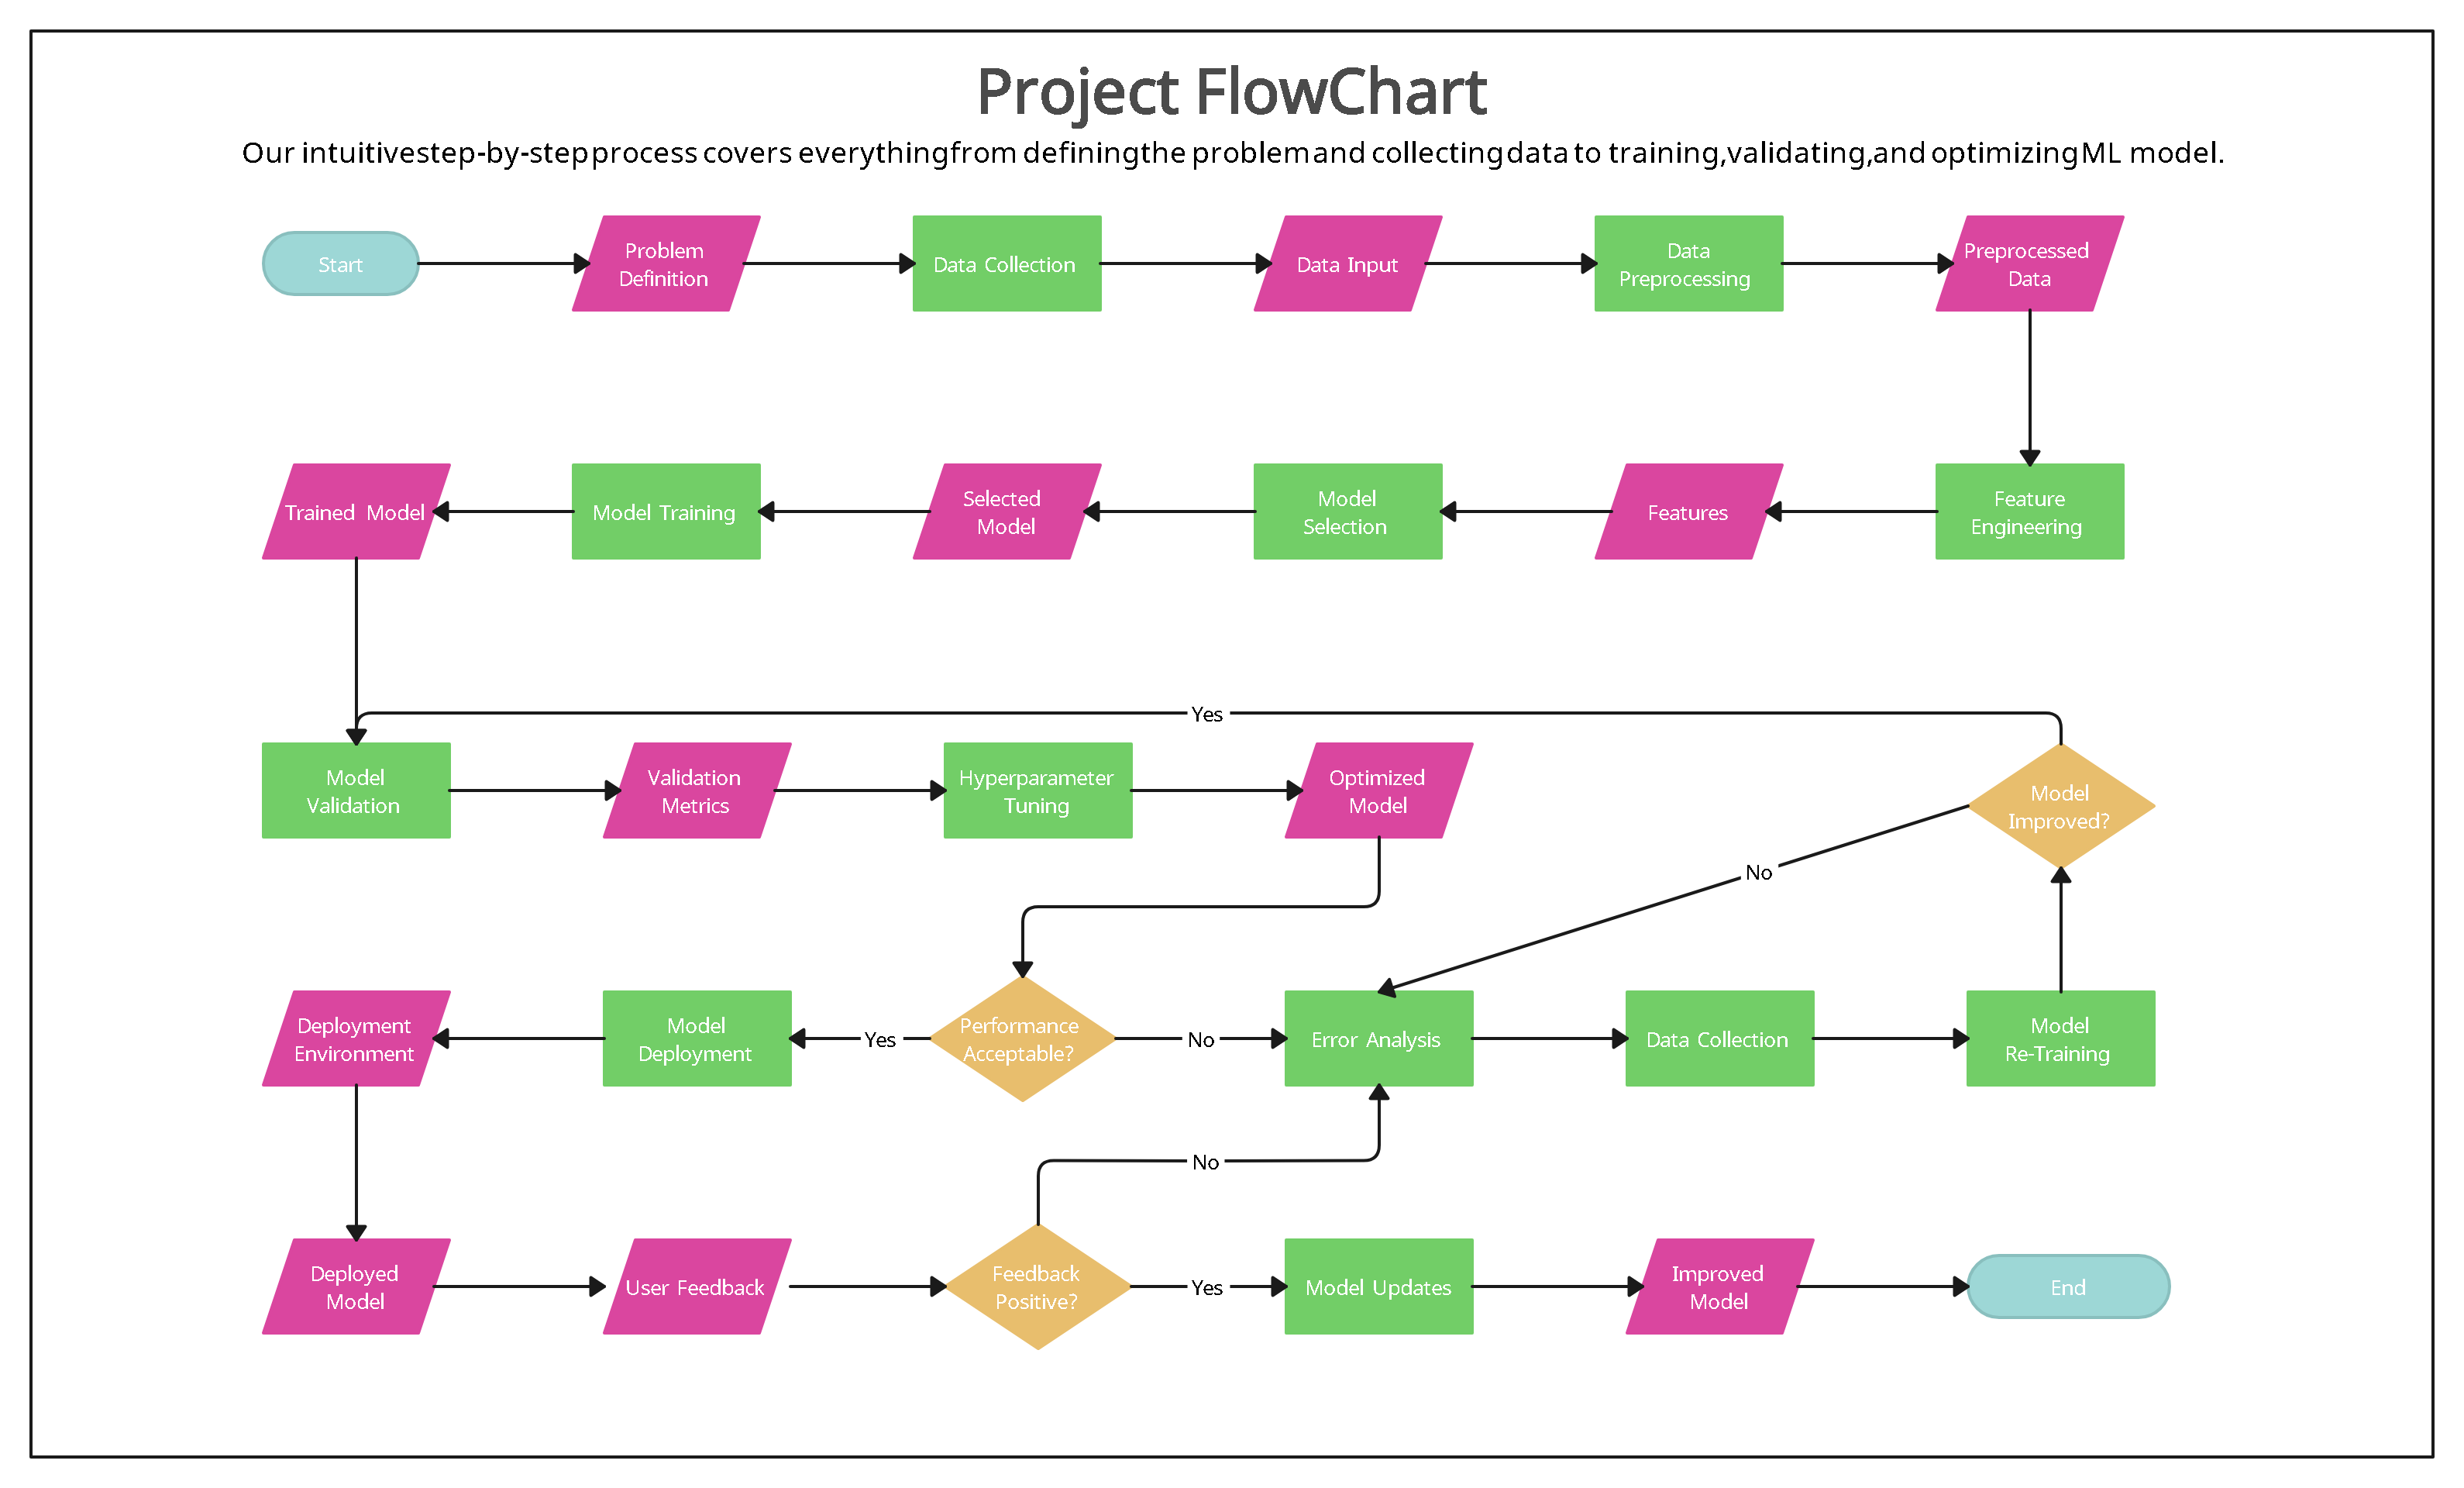 Project FlowChart
Our intuitivestep-by-stepprocess covers everythingfrom definingthe problemand collectingdata to training,validating,and optimizingML model.
Start
Problem
Definition
Data Collection
Data Input
Data
Preprocessing
Preprocessed
Data
Trained Model
Model Training
Selected
Model
Model
Selection
Features
Feature
Engineering
Yes
Model
Validation
Validation
Metrics
Hyperparameter
Tuning
Optimized
Model
Model
Improved?
No
Deployment
Environment
Model
Deployment
Yes
Performance
Acceptable?
No
Error Analysis
Data Collection
Model
Re-Training
No
Deployed
Model
User Feedback
Feedback
Positive?
Yes
Model Updates
Improved
Model
End